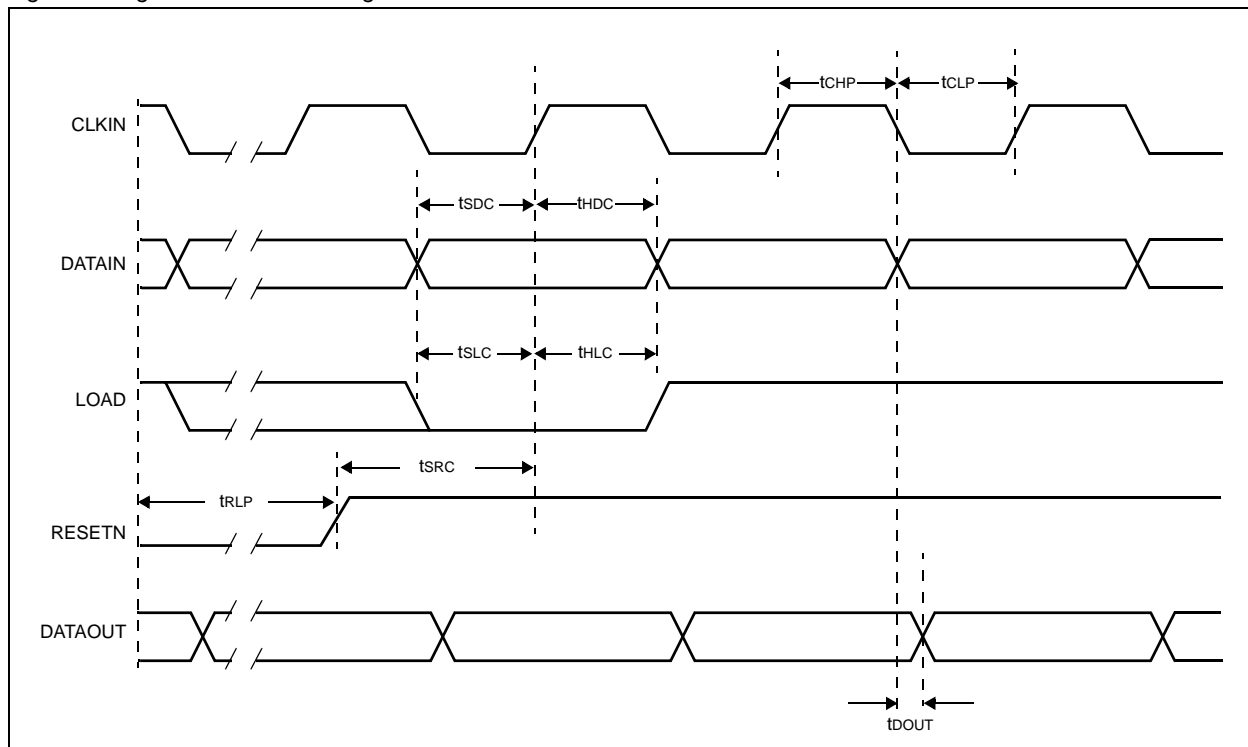 tCHP
tCLP
CLKIN
tSDC
tHDC
DATAIN
tSLC
tHLC
LOAD
tSRC
tRLP
RESETN
DATAOUT
tDOUT